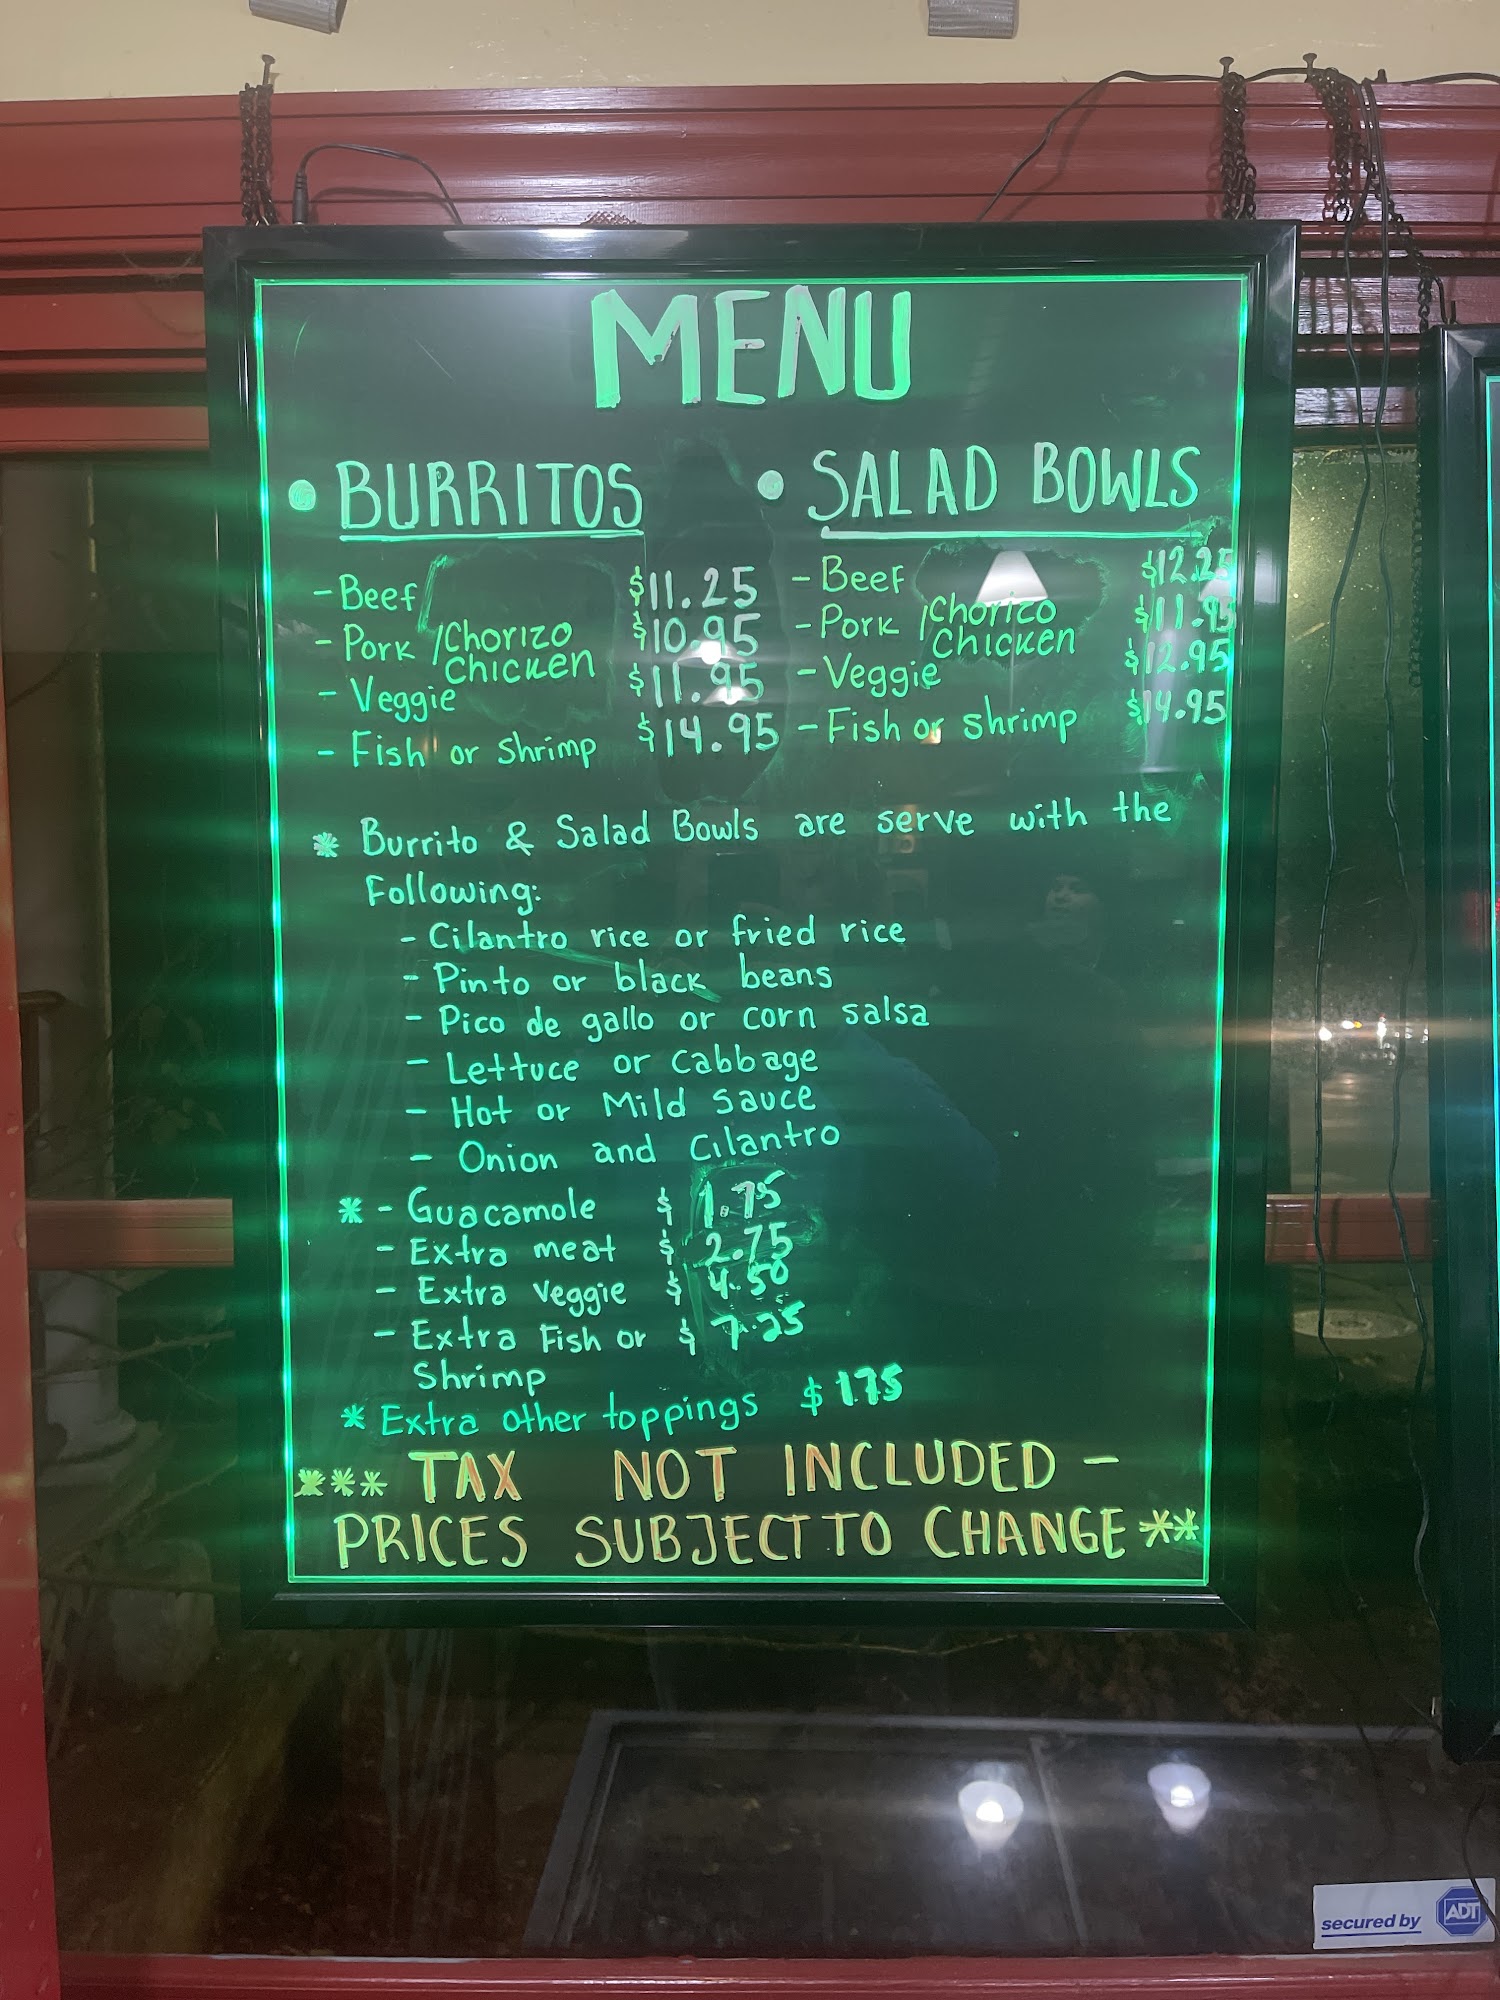 MENU
• BURRITOS
- Beef $11.25
- Pork /Chorizo $10.95
Chicken
- Veggie $11.95
- Fish or Shrimp $14.95
• SALAD BOWLS
- Beef $12.25
- Pork /Chorizo $11.95
Chicken
- Veggie $12.95
- Fish or shrimp $14.95
* Burrito & Salad Bowls are serve with the
Following:
- Cilantro rice or fried rice
- Pinto or black beans
- Pico de gallo or corn salsa
- Lettuce or cabbage
- Hot or Mild Sauce
- Onion and Cilantro
* - Guacamole $ 1.75
- Extra meat $ 2.75
- Extra veggie $ 4.50
- Extra Fish or $ 7.25
Shrimp
* Extra other toppings $ 1.75
*** TAX NOT INCLUDED -
PRICES SUBJECT TO CHANGE **
secured by ADT